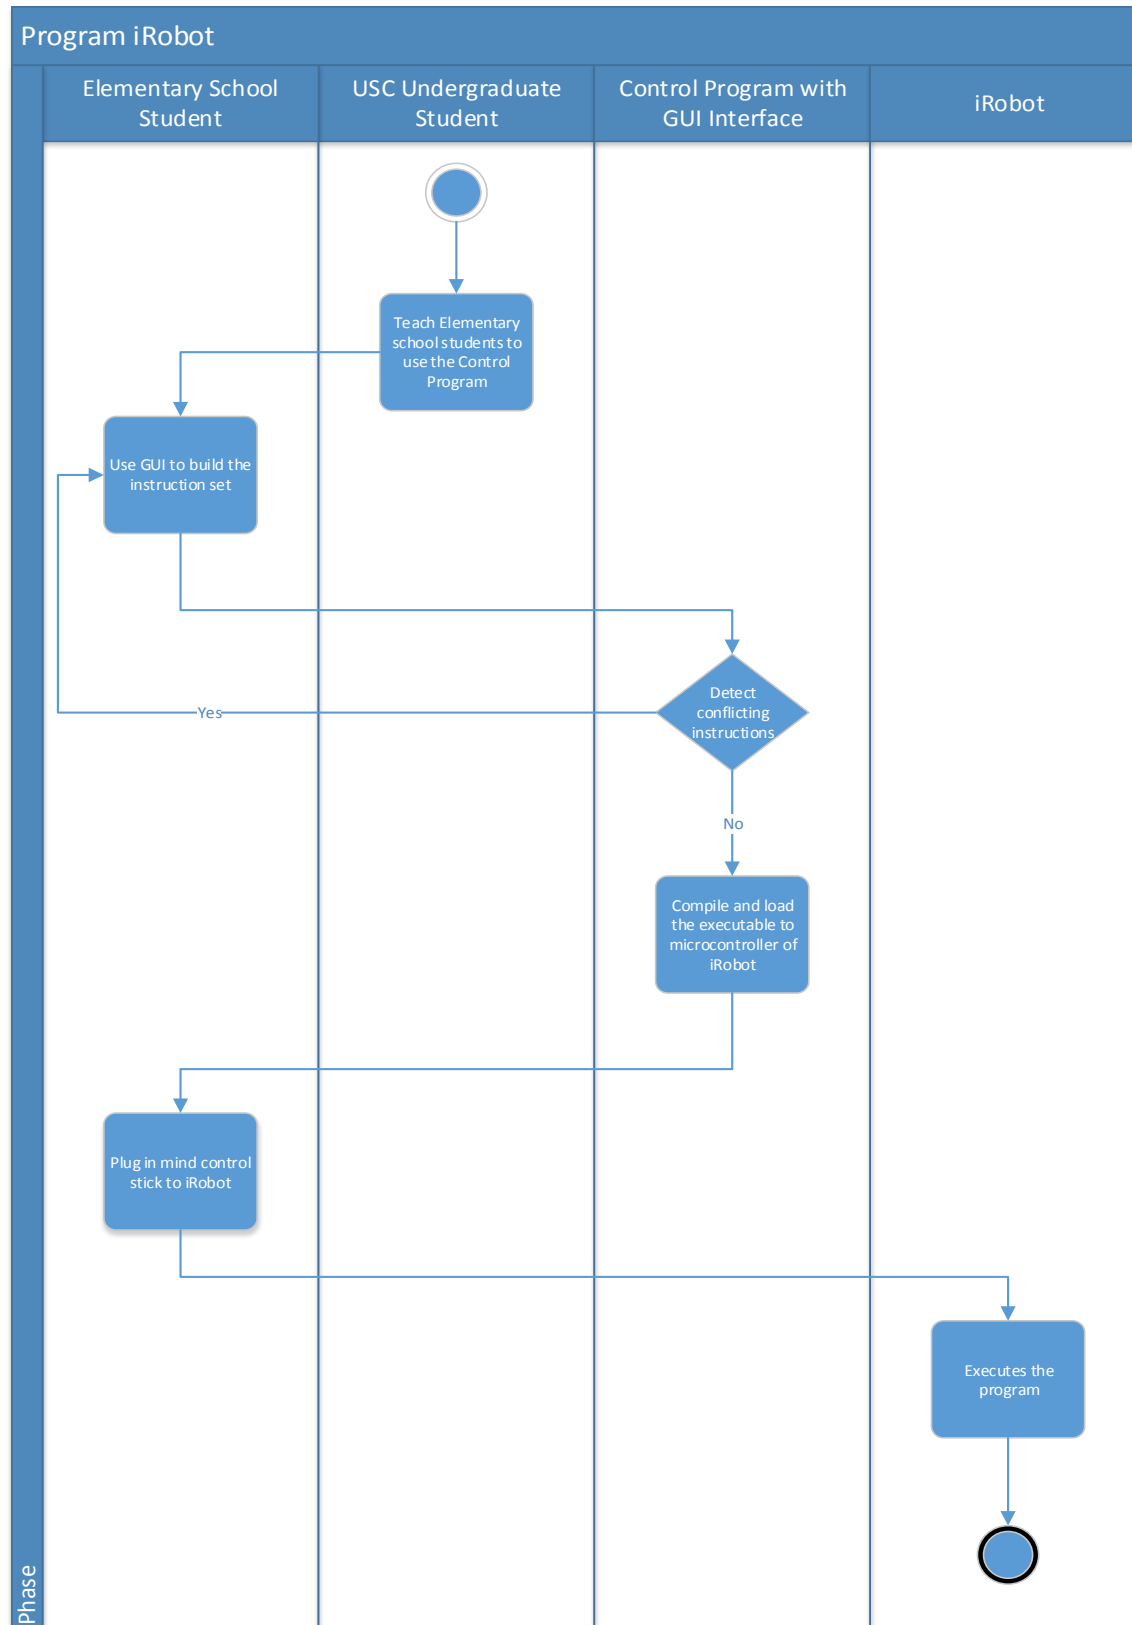 Program iRobot
Elementary School
Student
USC Undergraduate
Student
Control Program with
GUI Interface
iRobot
Teach Elementary
school students to
use the Control
Program
Use GUI to build the
instruction set
Detect
conflicting
instructions
Yes
No
Compile and load
the executable to
microcontroller of
iRobot
Plug in mind control
stick to iRobot
Executes the
program
Phase